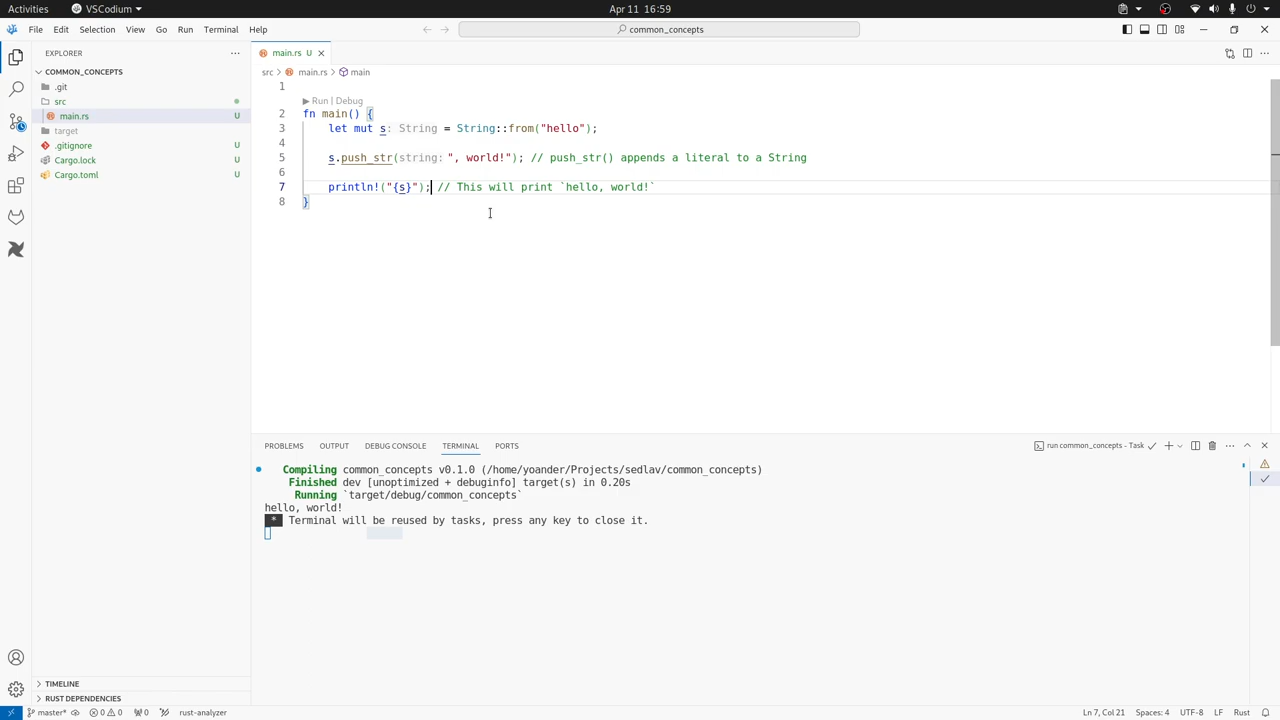 Activities VSCodium Apr 11 16:59
File Edit Selection View Go Run Terminal Help common_concepts
EXPLORER
COMMON_CONCEPTS
.git
src
main.rs U
target
.gitignore U
Cargo.lock U
Cargo.toml U
TIMELINE
RUST DEPENDENCIES
main.rs U
src main.rs main
1
Run | Debug
2 fn main() {
3 let mut s: String = String::from("hello");
4
5 s.push_str(string: ", world!"); // push_str() appends a literal to a String
6
7 println!("{s}"); // This will print `hello, world!`
8 }
PROBLEMS OUTPUT DEBUG CONSOLE TERMINAL PORTS run common_concepts - Task
Compiling common_concepts v0.1.0 (/home/yoander/Projects/sedlav/common_concepts)
Finished dev [unoptimized + debuginfo] target(s) in 0.20s
Running `target/debug/common_concepts`
hello, world!
* Terminal will be reused by tasks, press any key to close it.
master* 0 0 0 rust-analyzer Ln 7, Col 21 Spaces: 4 UTF-8 LF Rust